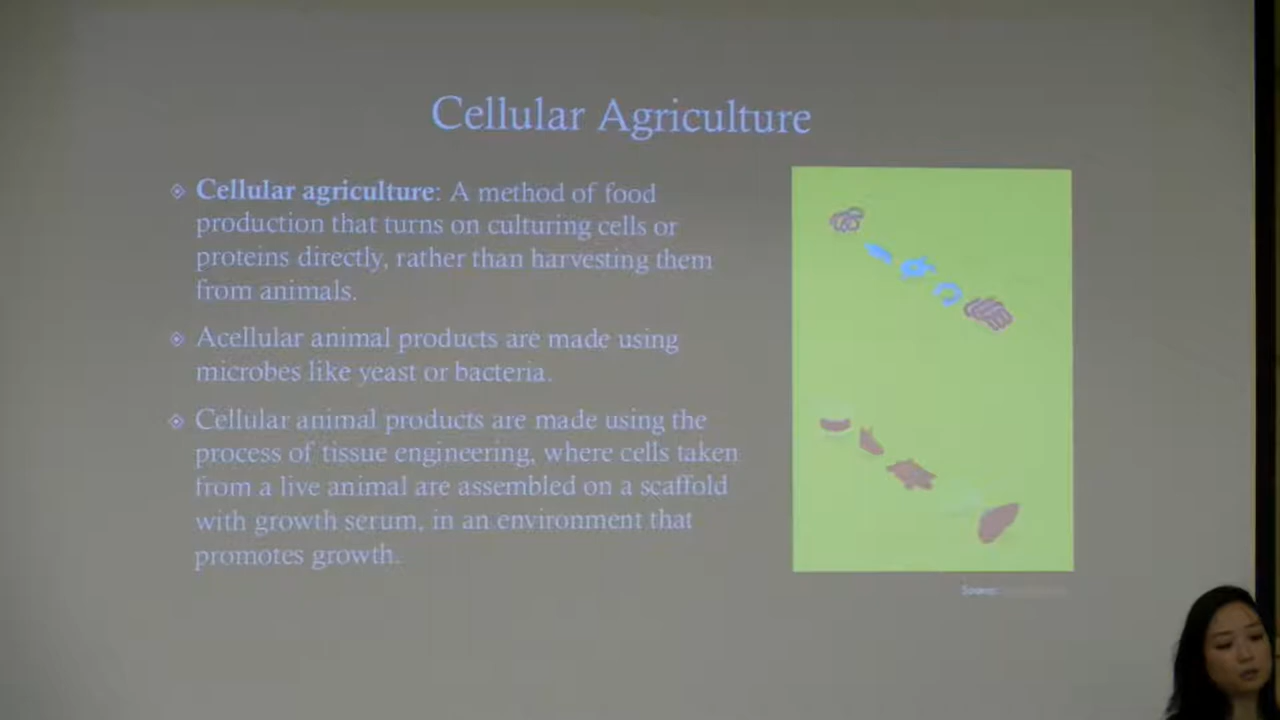 Cellular Agriculture
Cellular agriculture: A method of food
production that turns on culturing cells or
proteins directly, rather than harvesting them
from animals.
Acellular animal products are made using
microbes like yeast or bacteria.
Cellular animal products are made using the
process of tissue engineering, where cells taken
from a live animal are assembled on a scaffold
with growth serum, in an environment that
promotes growth.
Source: